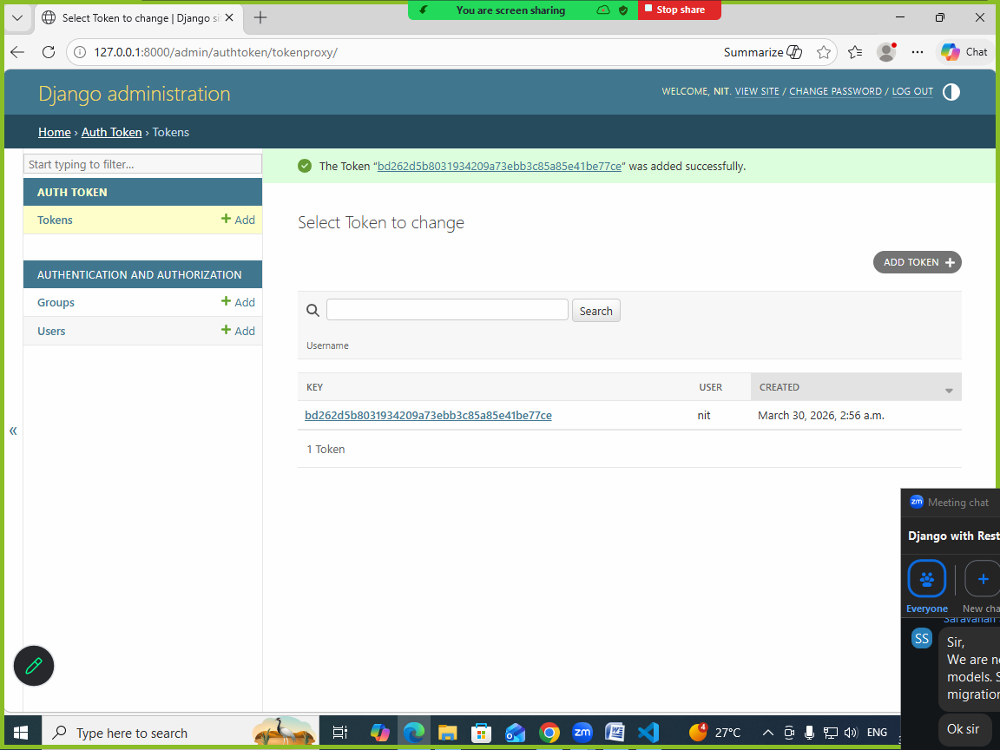 Select Token to change | Django si
You are screen sharing
Stop share
127.0.0.1:8000/admin/authtoken/tokenproxy/
Summarize
Chat
Django administration
WELCOME, NIT. VIEW SITE / CHANGE PASSWORD / LOG OUT
Home › Auth Token › Tokens
Start typing to filter...
AUTH TOKEN
Tokens
+ Add
AUTHENTICATION AND AUTHORIZATION
Groups
+ Add
Users
+ Add
«
The Token “bd262d5b8031934209a73ebb3c85a85e41be77ce” was added successfully.
Select Token to change
ADD TOKEN +
Search
Username
KEY USER CREATED
bd262d5b8031934209a73ebb3c85a85e41be77ce nit March 30, 2026, 2:56 a.m.
1 Token
zm Meeting chat
Django with Rest
Everyone
New cha
Saravanan
SS
Sir,
We are n
models. S
migration
Ok sir
Type here to search
zm
4
27°C
ENG